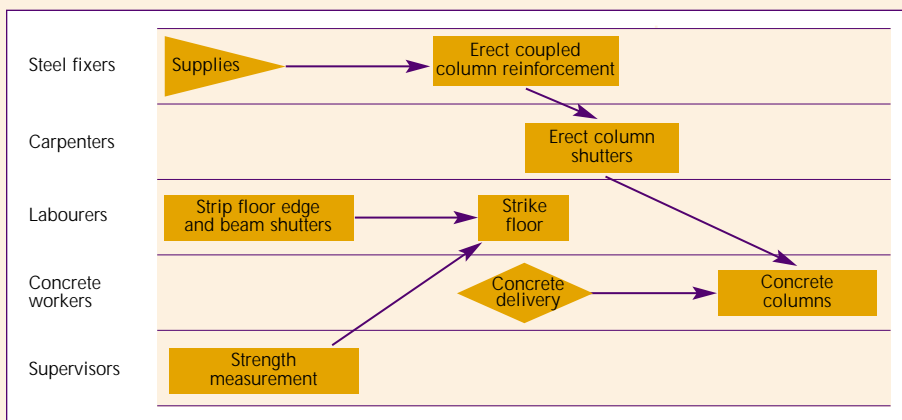 Steel fixers
Supplies
Erect coupled
column reinforcement
Carpenters
Erect column
shutters
Labourers
Strip floor edge
and beam shutters
Strike
floor
Concrete
workers
Concrete
delivery
Concrete
columns
Supervisors
Strength
measurement